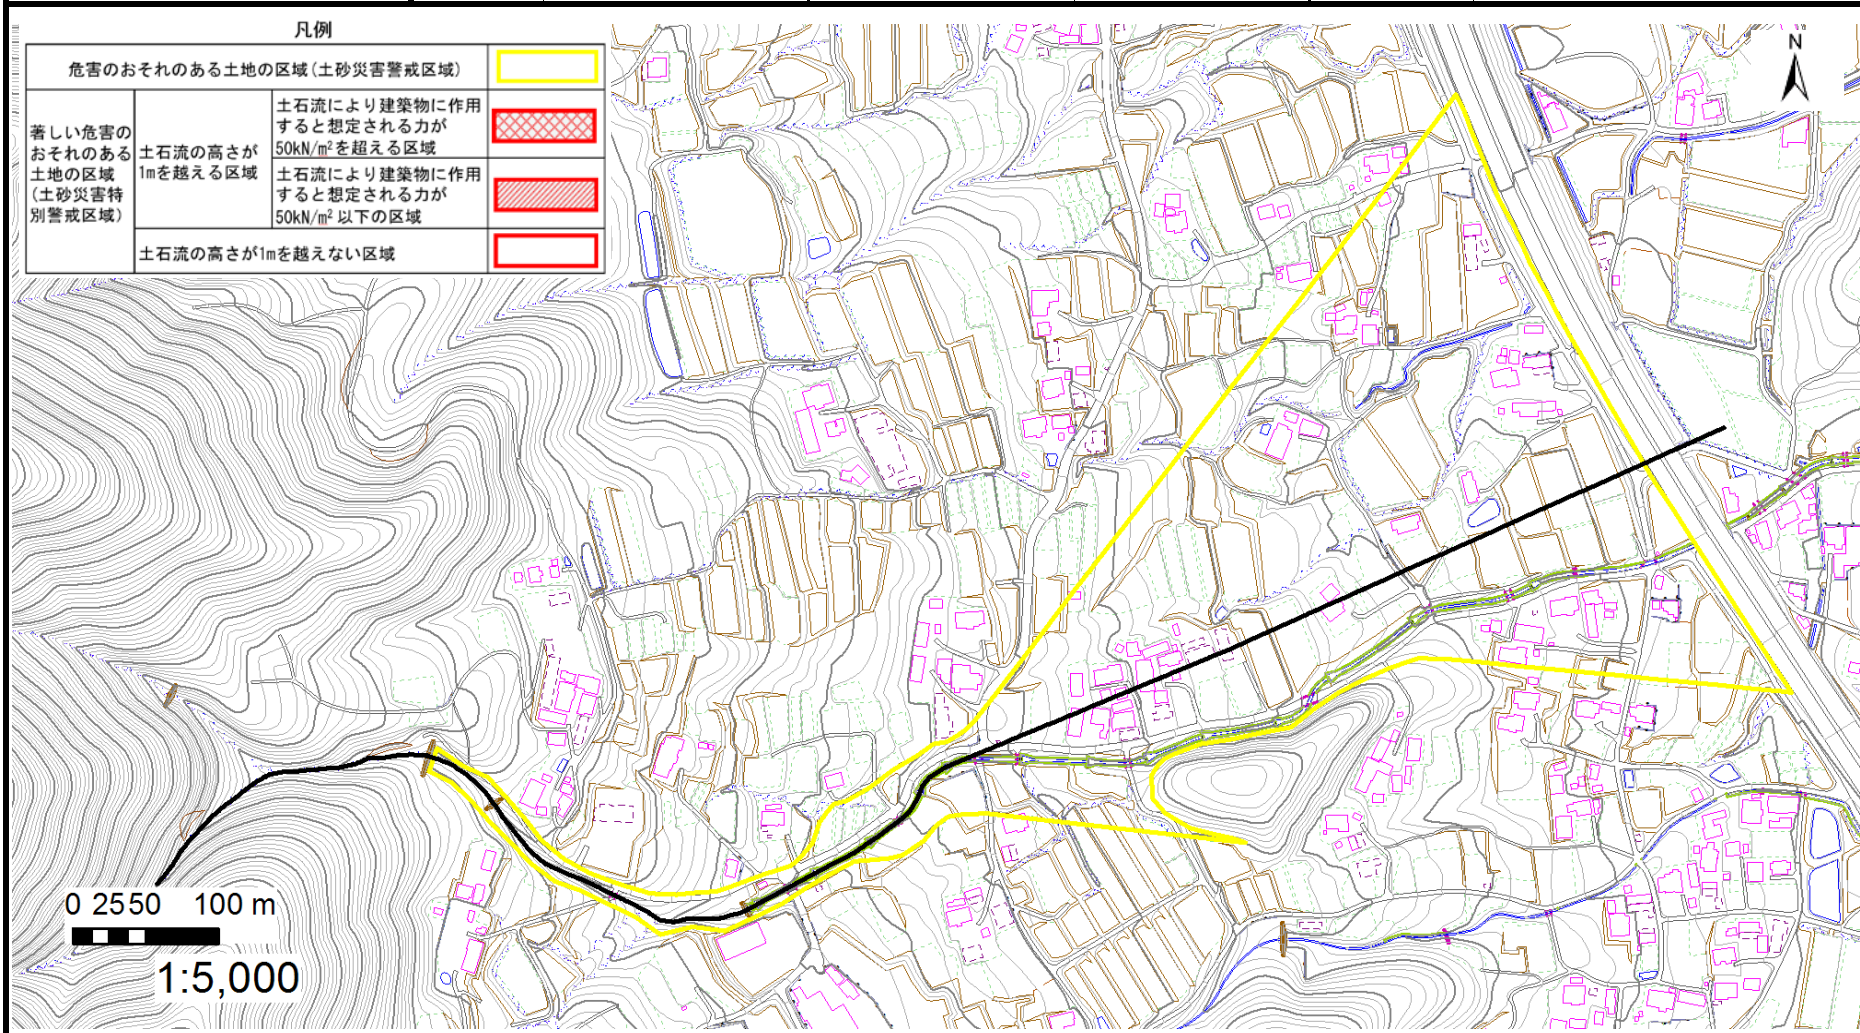 凡例
危害のおそれのある土地の区域(土砂災害警戒区域)
著しい危害の
おそれのある
土地の区域
(土砂災害特
別警戒区域)
土石流の高さが
1mを越える区域
土石流により建築物に作用
すると想定される力が
50kN/m²を超える区域
土石流により建築物に作用
すると想定される力が
50kN/m²以下の区域
土石流の高さが1mを越えない区域
N
0 25 50 100 m
1:5,000